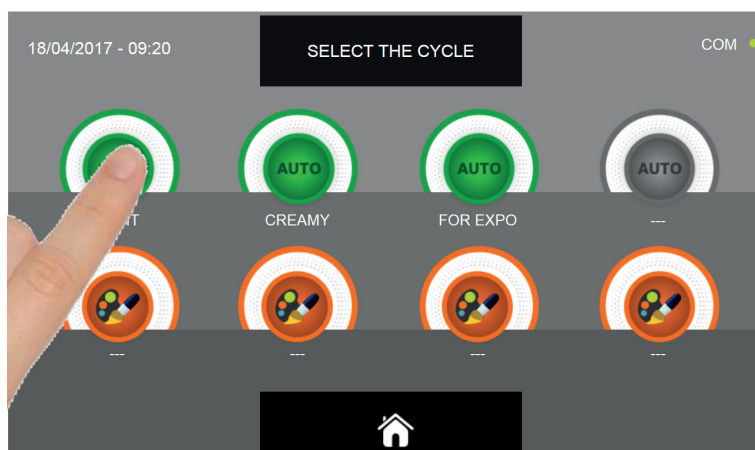 18/04/2017 - 09:20
SELECT THE CYCLE
COM
AUTO
AUTO
AUTO
CREAMY
FOR EXPO
---
---
---
---
---